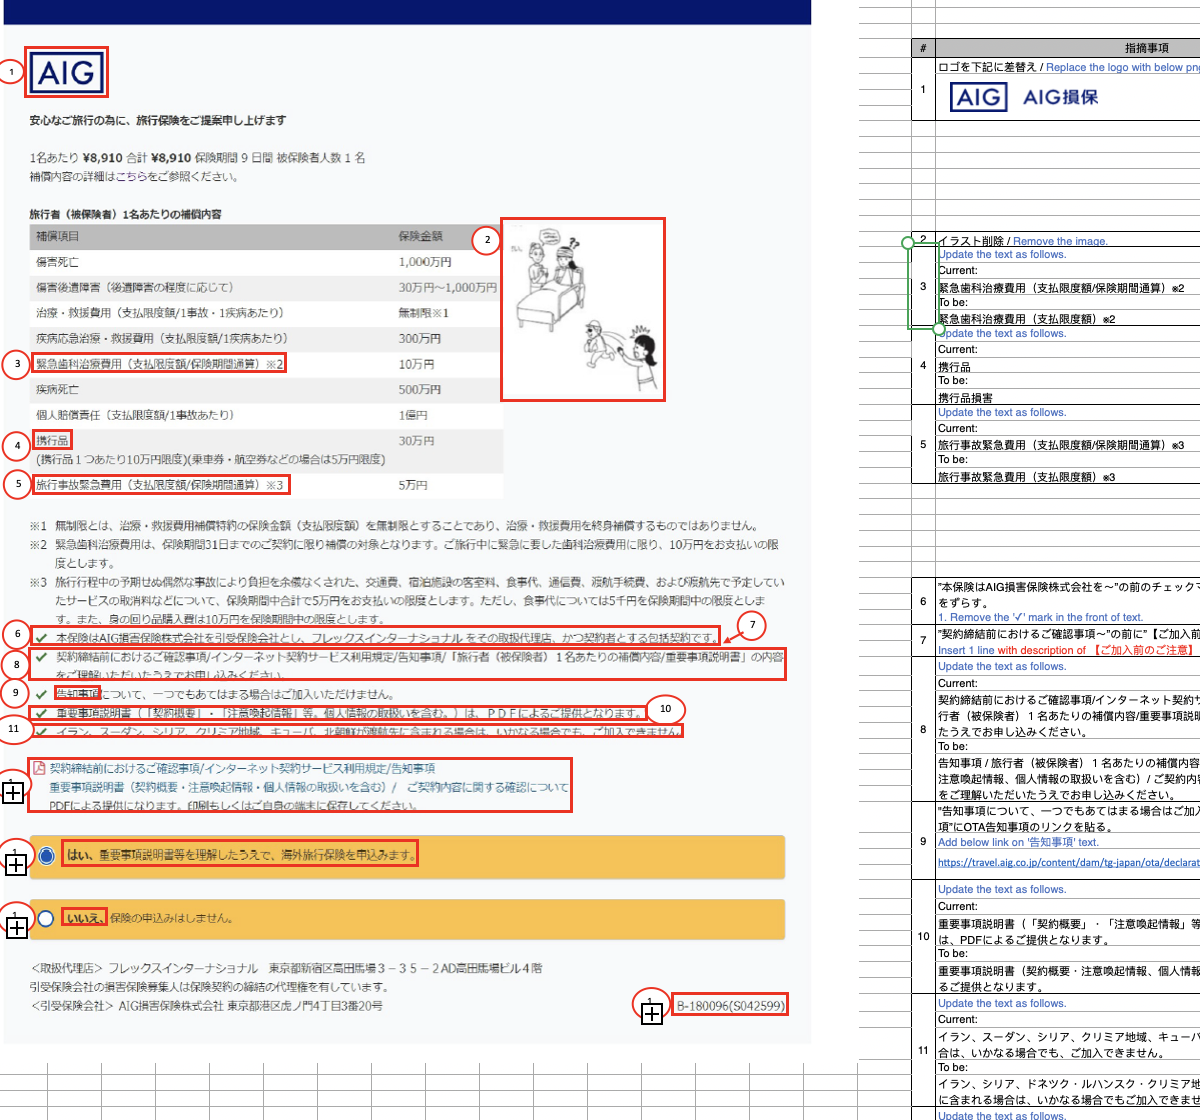 1
AIG
安心なご旅行の為に、旅行保険をご提案申し上げます
1名あたり ¥8,910 合計 ¥8,910 保険期間 9 日間 被保険者人数 1 名
補償内容の詳細はこちらをご参照ください。
旅行者（被保険者）1名あたりの補償内容
補償項目 保険金額
2
傷害死亡 1,000万円
傷害後遺障害（後遺障害の程度に応じて） 30万円～1,000万円
治療・救援費用（支払限度額/1事故・1疾病あたり） 無制限※1
疾病応急治療・救援費用（支払限度額/1疾病あたり） 300万円
3 緊急歯科治療費用（支払限度額/保険期間通算）※2 10万円
疾病死亡 500万円
個人賠償責任（支払限度額/1事故あたり） 1億円
4 携行品 30万円
(携行品１つあたり10万円限度)(乗車券・航空券などの場合は5万円限度)
5 旅行事故緊急費用（支払限度額/保険期間通算）※3 5万円
※1 無制限とは、治療・救援費用補償特約の保険金額（支払限度額）を無制限とすることであり、治療・救援費用を終身補償するものではありません。
※2 緊急歯科治療費用は、保険期間31日までのご契約に限り補償の対象となります。ご旅行中に緊急に要した歯科治療費用に限り、10万円をお支払いの限
度とします。
※3 旅行行程中の予期せぬ偶然な事故により負担を余儀なくされた、交通費、宿泊施設の客室料、食事代、通信費、渡航手続費、および渡航先で予定してい
たサービスの取消料などについて、保険期間中合計で5万円をお支払いの限度とします。ただし、食事代については5千円を保険期間中の限度としま
す。また、身の回り品購入費は10万円を保険期間中の限度とします。
6 ✓ 本保険はAIG損害保険株式会社を引受保険会社とし、フレックスインターナショナル をその取扱代理店、かつ契約者とする包括契約です。
7
8 ✓ 契約締結前におけるご確認事項/インターネット契約サービス利用規定/告知事項/「旅行者（被保険者）１名あたりの補償内容/重要事項説明書」の内容
をご理解いただいたうえでお申し込みください。
9 ✓ 告知事項について、一つでもあてはまる場合はご加入いただけません。
✓ 重要事項説明書（「契約概要」・「注意喚起情報」等。個人情報の取扱いを含む。）は、ＰＤＦによるご提供となります。
10
11 ✓ イラン、スーダン、シリア、クリミア地域、キューバ、北朝鮮が渡航先に含まれる場合は、いかなる場合でも、ご加入できません。
契約締結前におけるご確認事項/インターネット契約サービス利用規定/告知事項
重要事項説明書（契約概要・注意喚起情報・個人情報の取扱いを含む）/ ご契約内容に関する確認について
PDFによる提供になります。印刷もしくはご自身の端末に保存してください。
はい、重要事項説明書等を理解したうえで、海外旅行保険を申込みます。
いいえ、保険の申込みはしません。
＜取扱代理店＞ フレックスインターナショナル 東京都新宿区高田馬場３－３５－２AD高田馬場ビル４階
引受保険会社の損害保険募集人は保険契約の締結の代理権を有しています。
＜引受保険会社＞ AIG損害保険株式会社 東京都港区虎ノ門4丁目3番20号
B-180096(S042599)
# 指摘事項
1
ロゴを下記に差替え / Replace the logo with below pn
AIG AIG損保
2 イラスト削除 / Remove the image.
3
Update the text as follows.
Current:
緊急歯科治療費用（支払限度額/保険期間通算）※2
To be:
緊急歯科治療費用（支払限度額）※2
4
Update the text as follows.
Current:
携行品
To be:
携行品損害
5
Update the text as follows.
Current:
旅行事故緊急費用（支払限度額/保険期間通算）※3
To be:
旅行事故緊急費用（支払限度額）※3
6
"本保険はAIG損害保険株式会社を～"の前のチェックマ
をずらす。
1. Remove the '√' mark in the front of text.
7
"契約締結前におけるご確認事項～"の前に"【ご加入前
Insert 1 line with description of 【ご加入前のご注意】
8
Update the text as follows.
Current:
契約締結前におけるご確認事項/インターネット契約サ
行者（被保険者）１名あたりの補償内容/重要事項説明
たうえでお申し込みください。
To be:
告知事項 / 旅行者（被保険者）１名あたりの補償内容
注意喚起情報、個人情報の取扱いを含む）/ ご契約内容
をご理解いただいたうえでお申し込みください。
9
"告知事項について、一つでもあてはまる場合はご加入
項"にOTA告知事項のリンクを貼る。
Add below link on '告知事項' text.
https://travel.aig.co.jp/content/dam/tg-japan/ota/declarat
10
Update the text as follows.
Current:
重要事項説明書（「契約概要」・「注意喚起情報」等
は、PDFによるご提供となります。
To be:
重要事項説明書（契約概要・注意喚起情報、個人情報
るご提供となります。
11
Update the text as follows.
Current:
イラン、スーダン、シリア、クリミア地域、キューバ
合は、いかなる場合でも、ご加入できません。
To be:
イラン、シリア、ドネツク・ルハンスク・クリミア地
に含まれる場合は、いかなる場合でもご加入できませ
Update the text as follows.